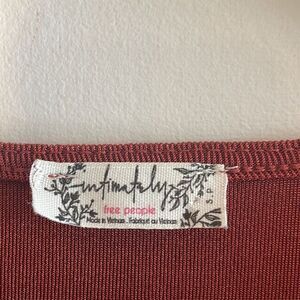 intimately
free people
Made in Vietnam . Fabriqué au Vietnam
S.P